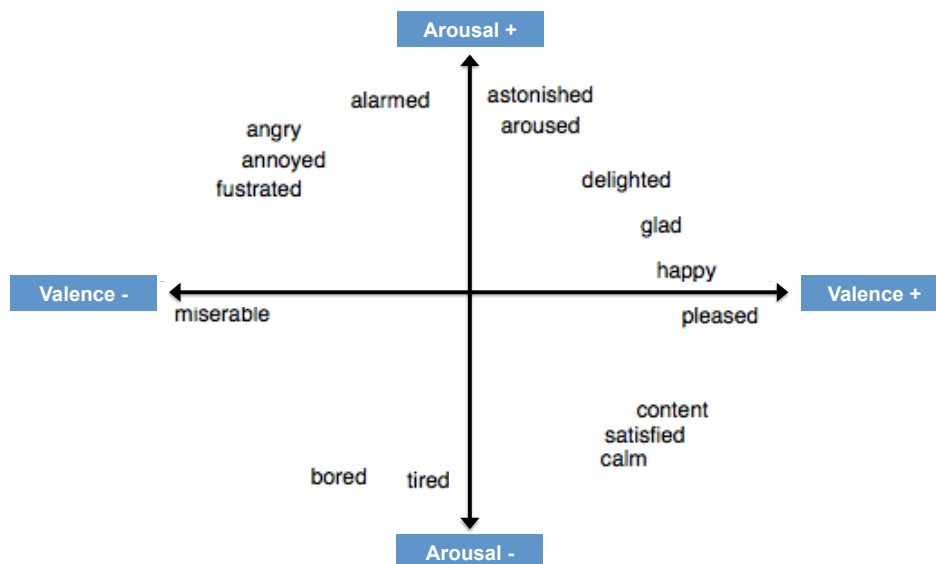 Arousal +
alarmed
astonished
angry
aroused
annoyed
fustrated
delighted
glad
happy
Valence -
Valence +
miserable
pleased
content
satisfied
calm
bored
tired
Arousal -